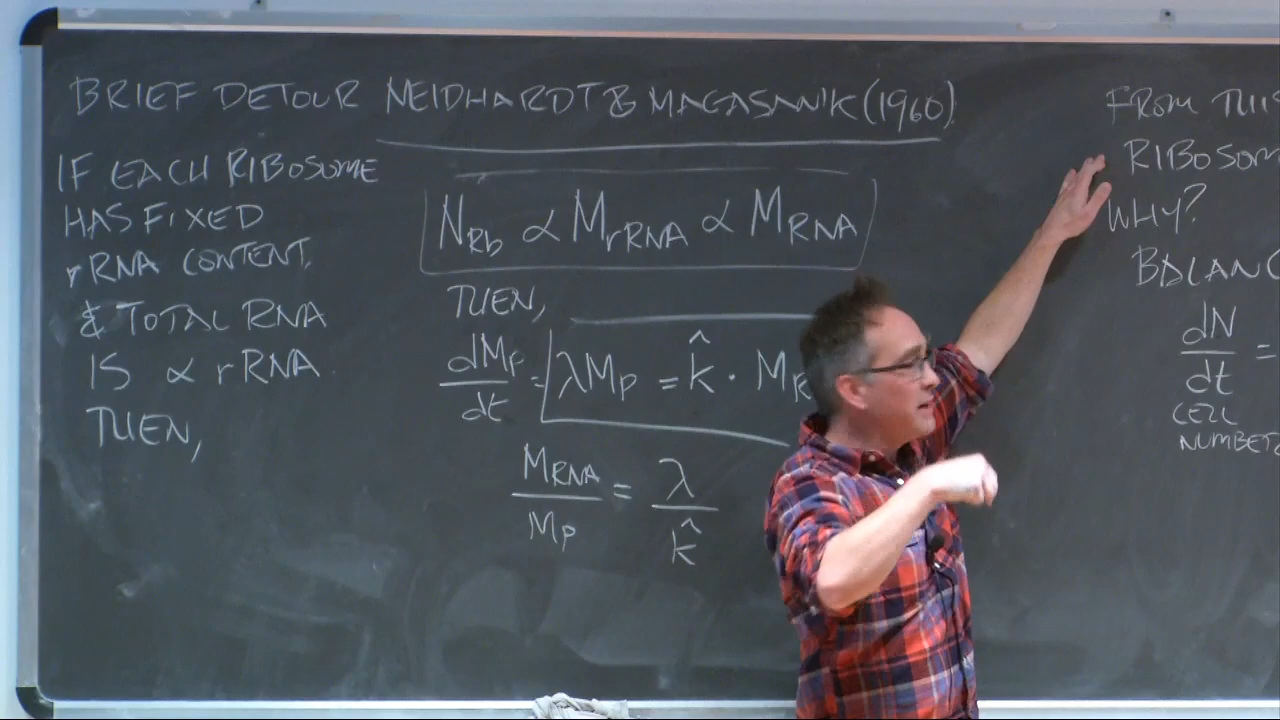 BRIEF DETOUR NEIDHARDT & MAGASANIK (1960)
IF EACH RIBOSOME
HAS FIXED
rRNA CONTENT,
& TOTAL RNA
IS ∝ rRNA
THEN,
N_Rb ∝ M_rRNA ∝ M_RNA
THEN,
dM_P/dt = λM_P = k̂ · M_R
M_RNA/M_P = λ/k̂
FROM THIS
RIBOSOM
WHY?
BALANC
dN/dt =
CELL
NUMBER